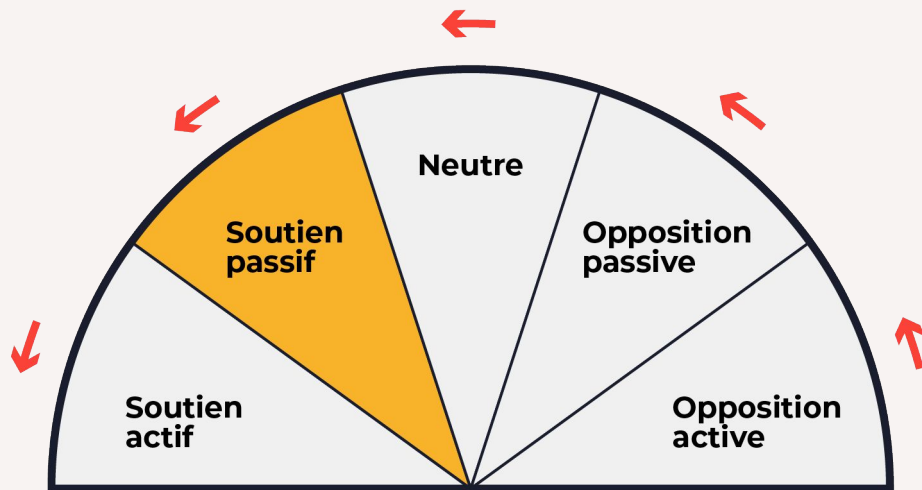 Neutre
Soutien
passif
Opposition
passive
Soutien
actif
Opposition
active